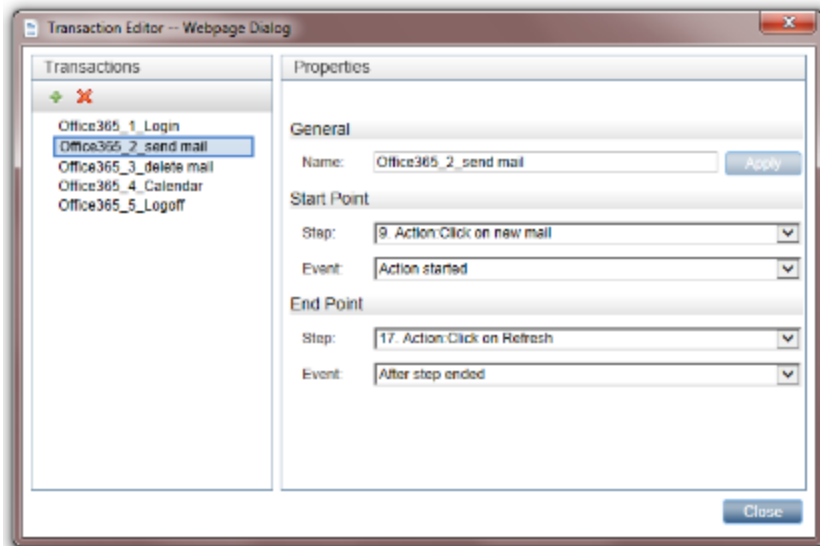 Transaction Editor -- Webpage Dialog
Transactions
Office365_1_Login
Office365_2_send mail
Office365_3_delete mail
Office365_4_Calendar
Office365_5_Logoff
Properties
General
Name: Office365_2_send mail Apply
Start Point
Step: 9. Action:Click on new mail
Event: Action started
End Point
Step: 17. Action:Click on Refresh
Event: After step ended
Close